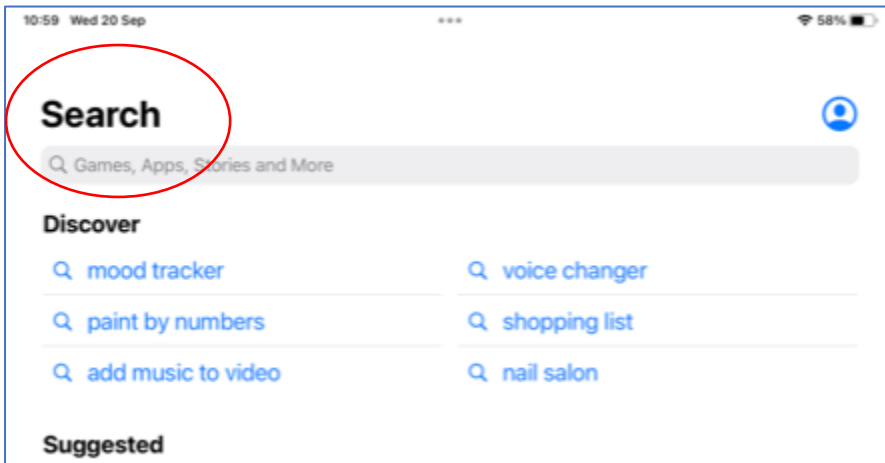 10:59 Wed 20 Sep 58%
Search
Games, Apps, Stories and More
Discover
mood tracker voice changer
paint by numbers shopping list
add music to video nail salon
Suggested